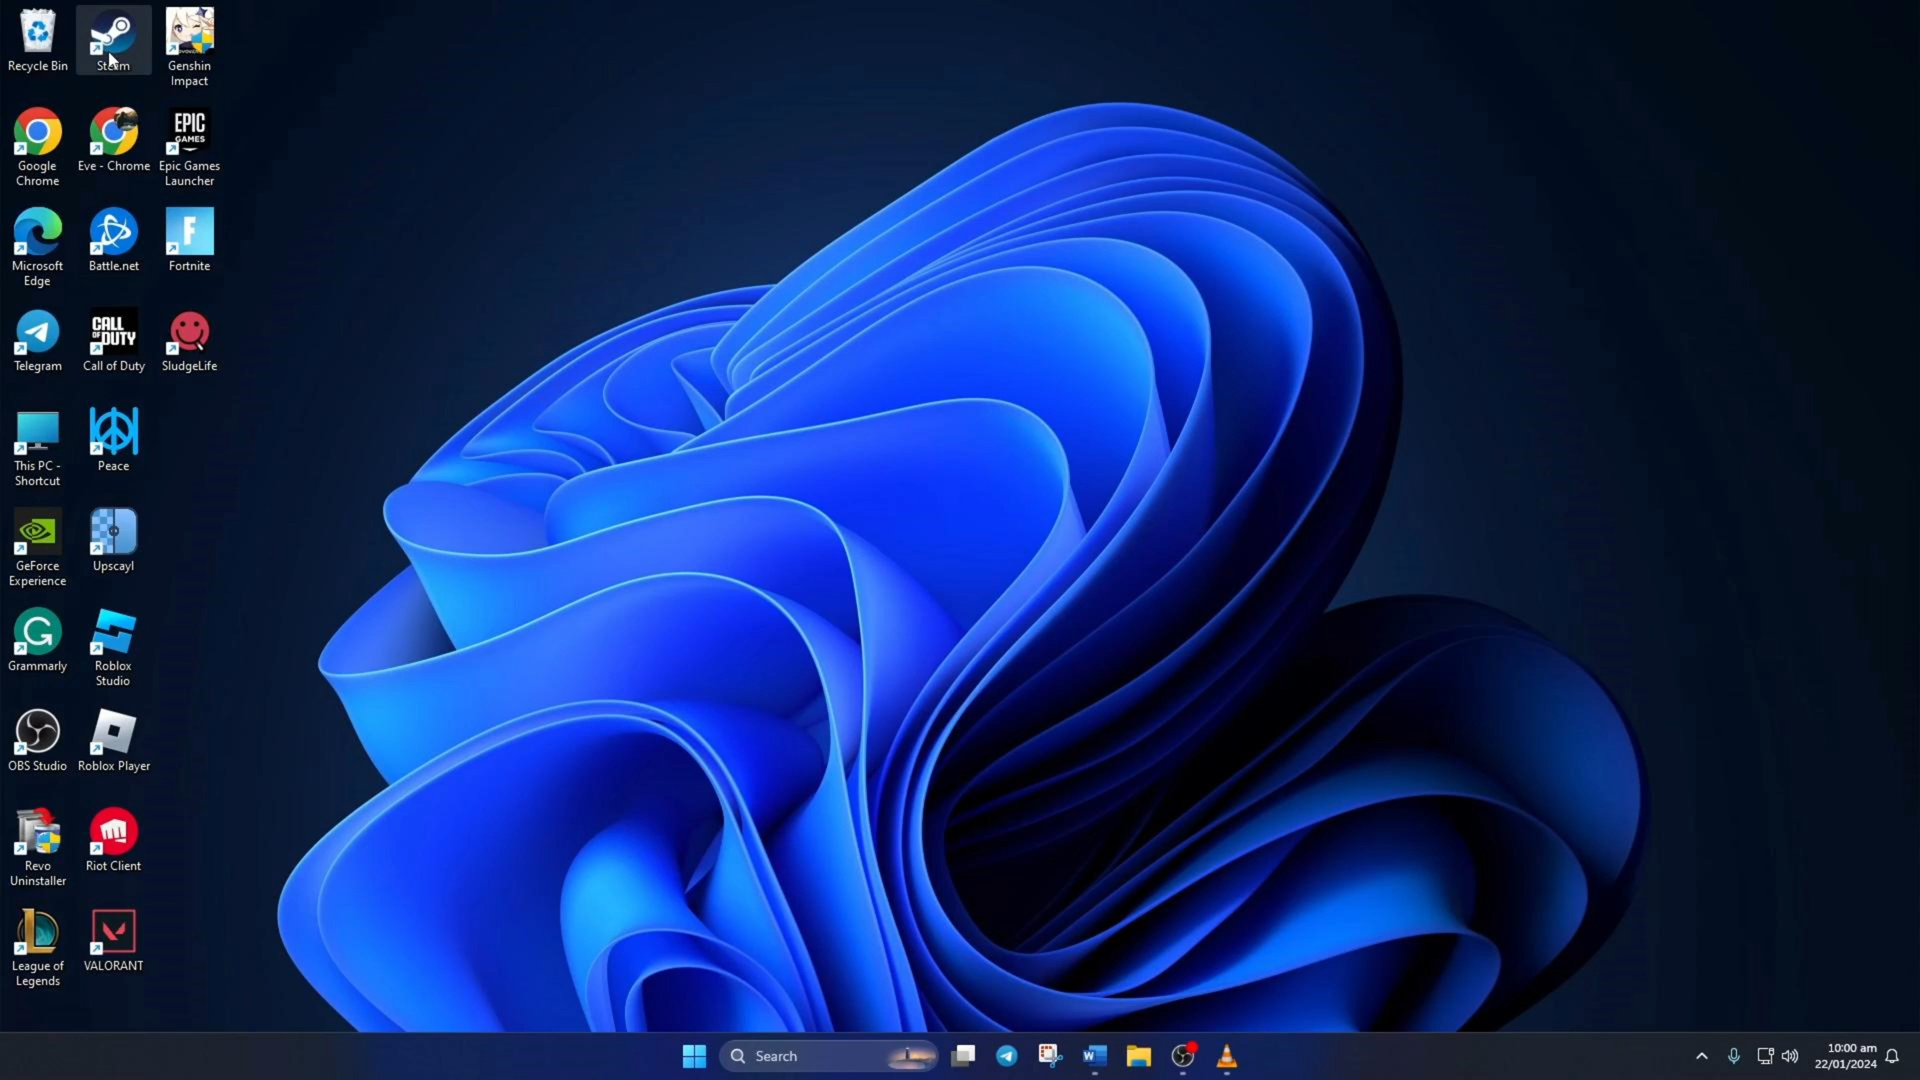 Recycle Bin
Steam
Genshin
Impact
Google
Chrome
Eve - Chrome
EPIC
GAMES
Epic Games
Launcher
Microsoft
Edge
Battle.net
F
Fortnite
Telegram
CALL
OF DUTY
Call of Duty
SludgeLife
This PC -
Shortcut
Peace
GeForce
Experience
Upscayl
G
Grammarly
Roblox
Studio
OBS Studio
Roblox Player
Revo
Uninstaller
Riot Client
League of
Legends
VALORANT
Search
W
10:00 am
22/01/2024